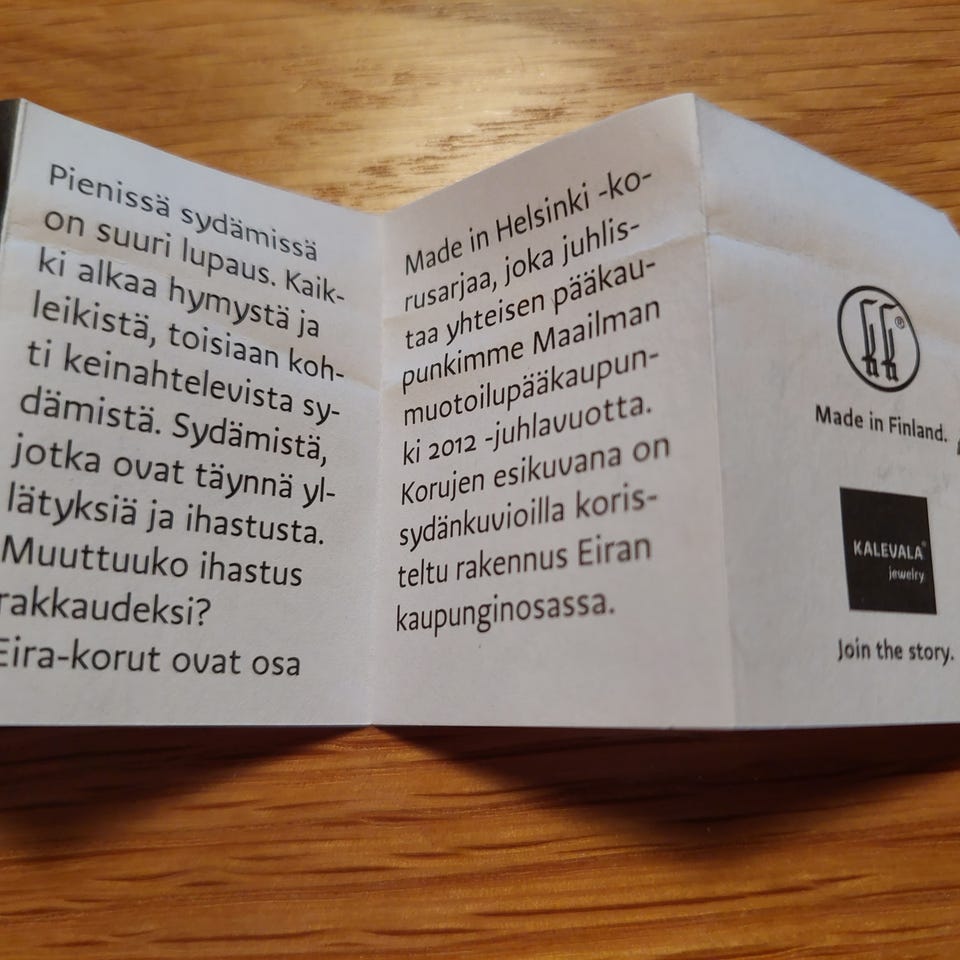 Pienissä sydämissä
on suuri lupaus. Kaik-
ki alkaa hymystä ja
leikistä, toisiaan koh-
ti keinahtelevista sy-
dämistä. Sydämistä,
jotka ovat täynnä yl-
lätyksiä ja ihastusta.
Muuttuuko ihastus
rakkaudeksi?
Eira-korut ovat osa
Made in Helsinki -ko-
rusarjaa, joka juhlis-
taa yhteisen pääkau-
punkimme Maailman
muotoilupääkaupun-
ki 2012 -juhlavuotta.
Korujen esikuvana on
sydänkuvioilla koris-
teltu rakennus Eiran
kaupunginosassa.
®
Made in Finland.
KALEVALA®
jewelry
Join the story.